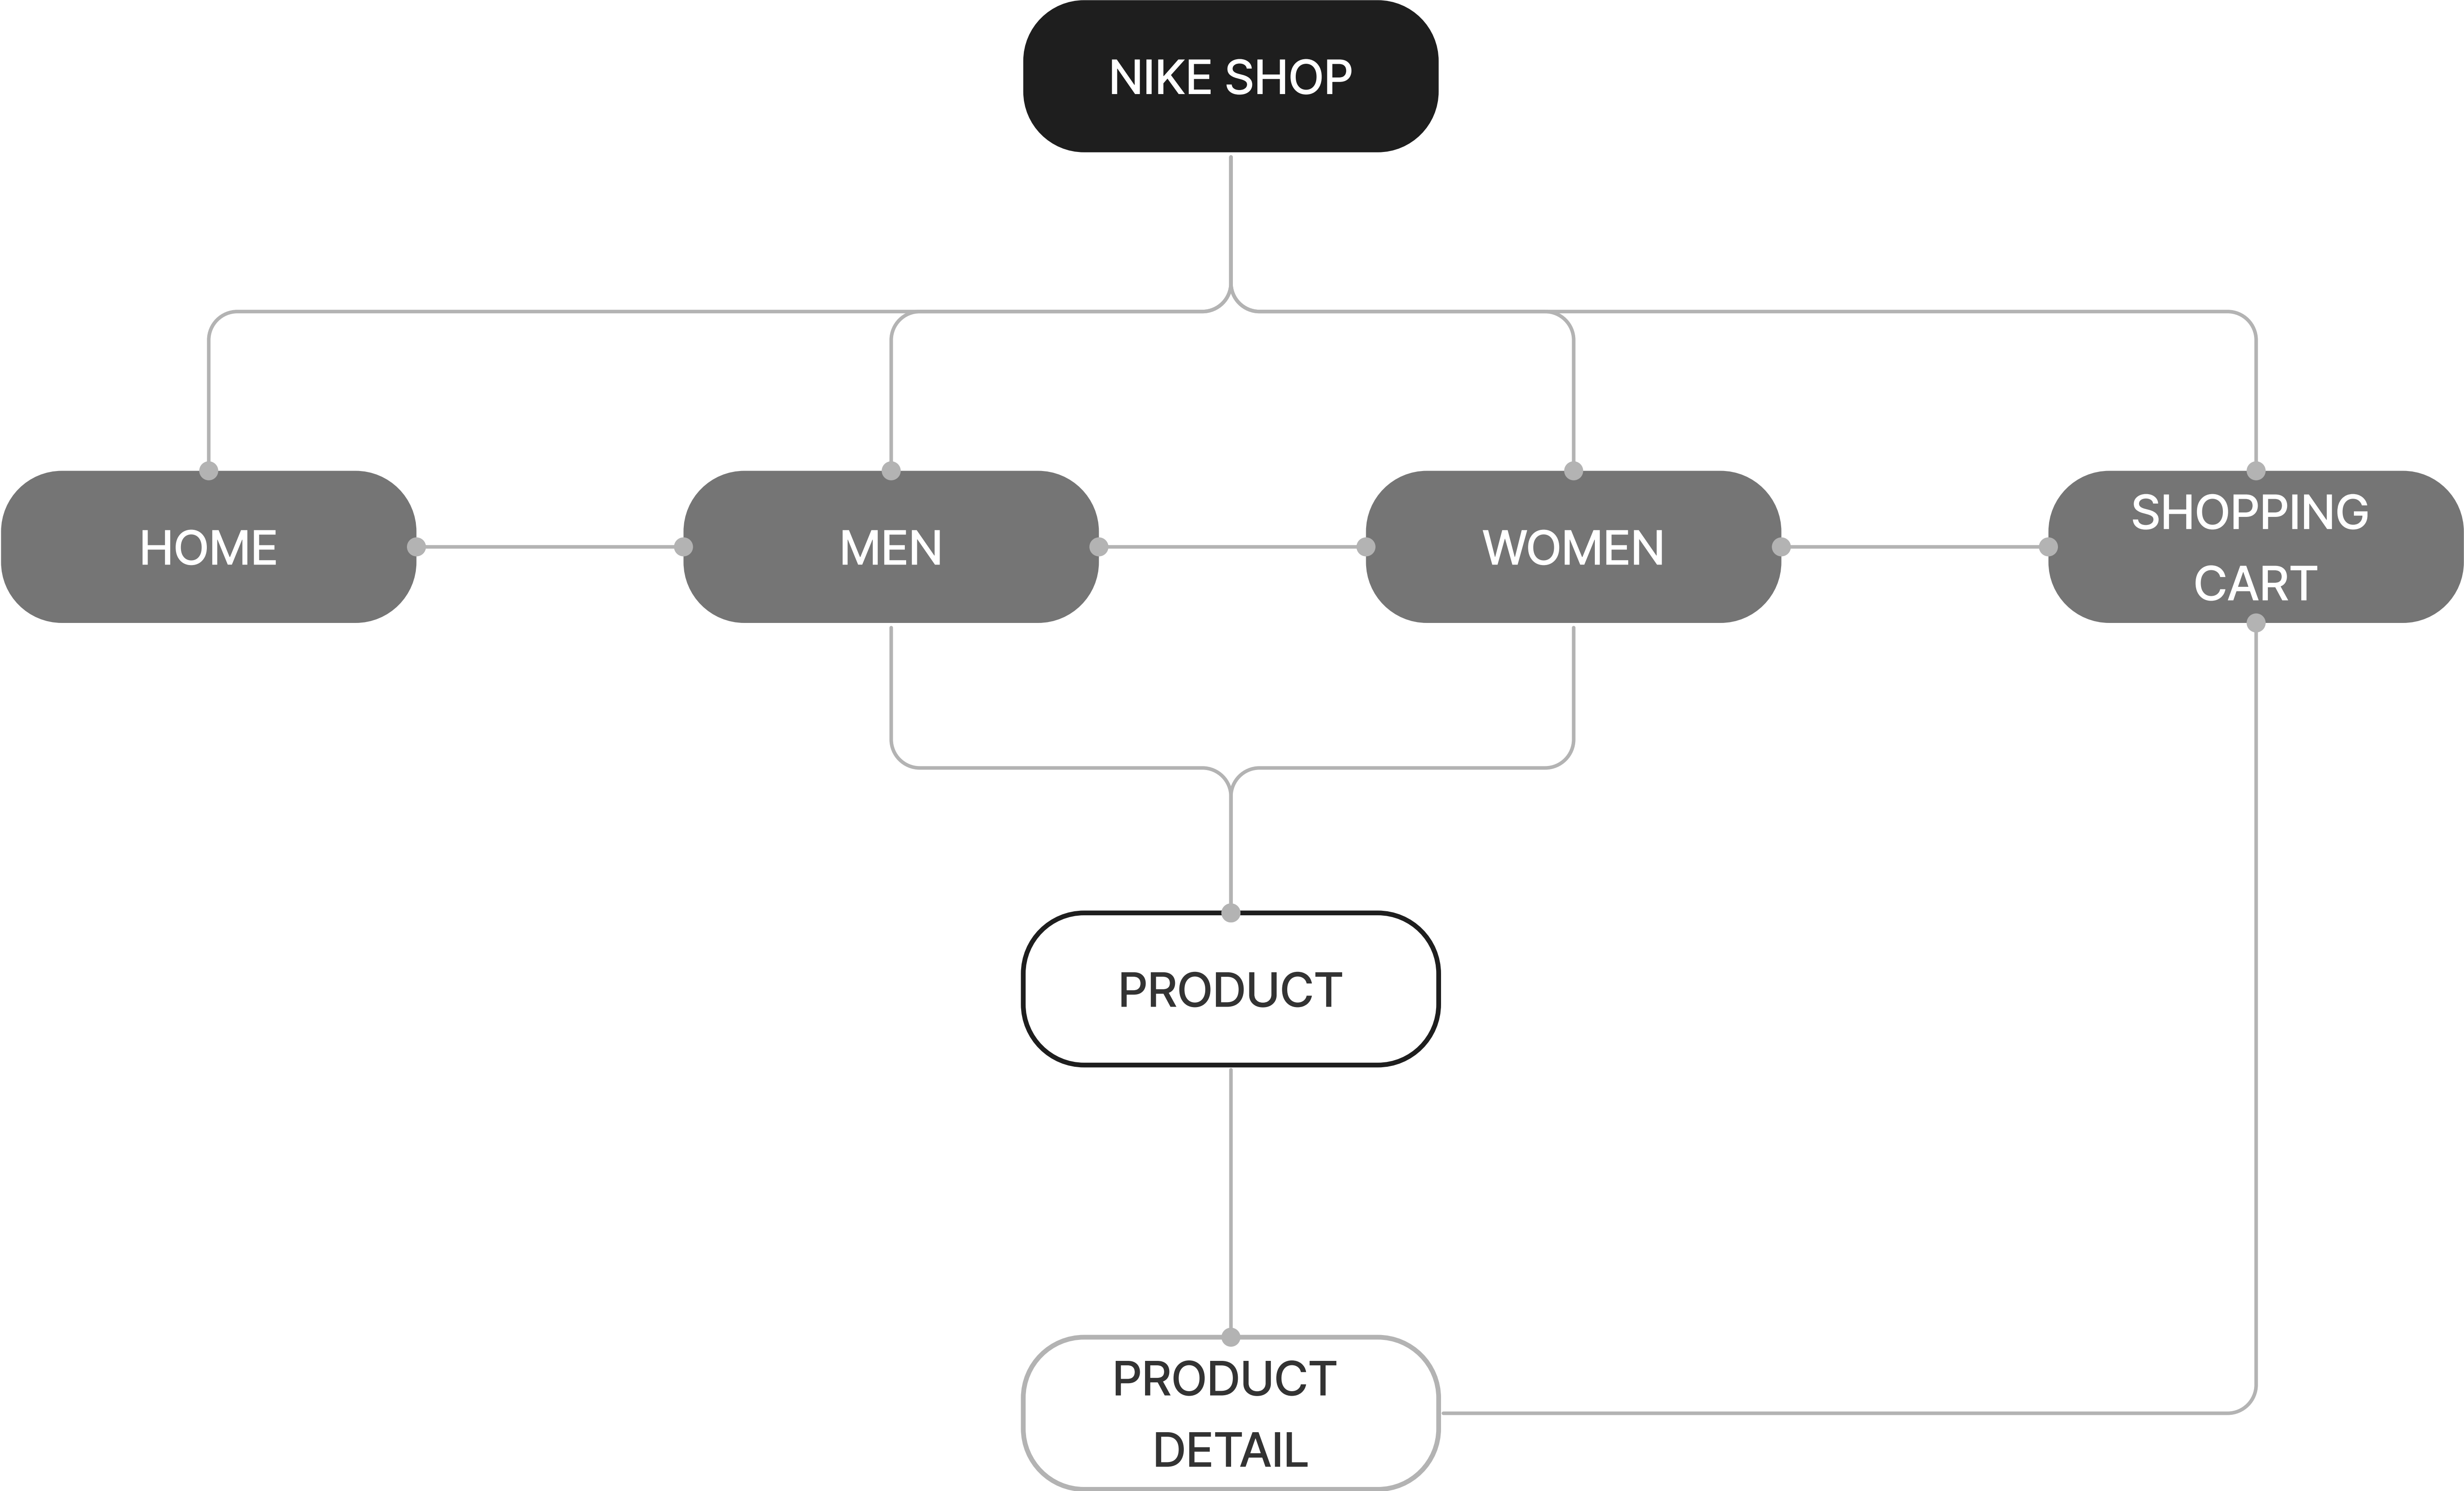 NIKE SHOP
HOME
MEN
WOMEN
SHOPPING
CART
PRODUCT
PRODUCT
DETAIL